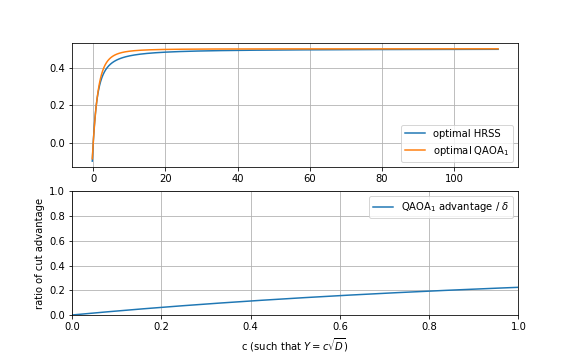 0.4
0.2
0.0
optimal HRSS
optimal QAOA₁
0 20 40 60 80 100
ratio of cut advantage
1.0
0.8
0.6
0.4
0.2
0.0
QAOA₁ advantage / δ
0.0 0.2 0.4 0.6 0.8 1.0
c (such that Y = c√D)